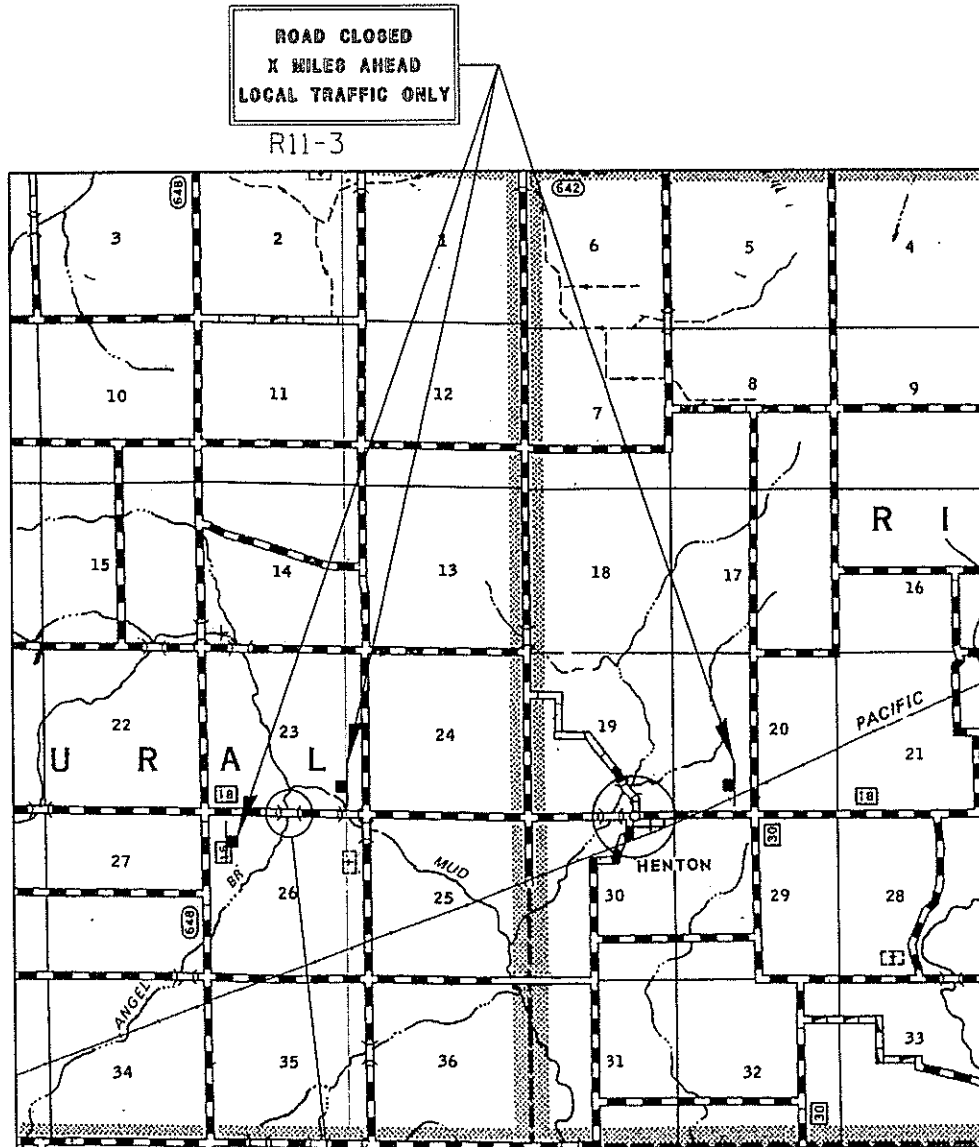 ROAD CLOSED
X MILES AHEAD
LOCAL TRAFFIC ONLY
R11-3
648
642
3 2 1 6 5 4
10 11 12 7 8 9
R I
15 14 13 18 17 16
22 23 24 19 20 PACIFIC 21
U R A L
18 18
16 30
27 BR 26 MUD 25 30 HENTON 29 28
648
ANGEL
34 35 36 31 32 33
30